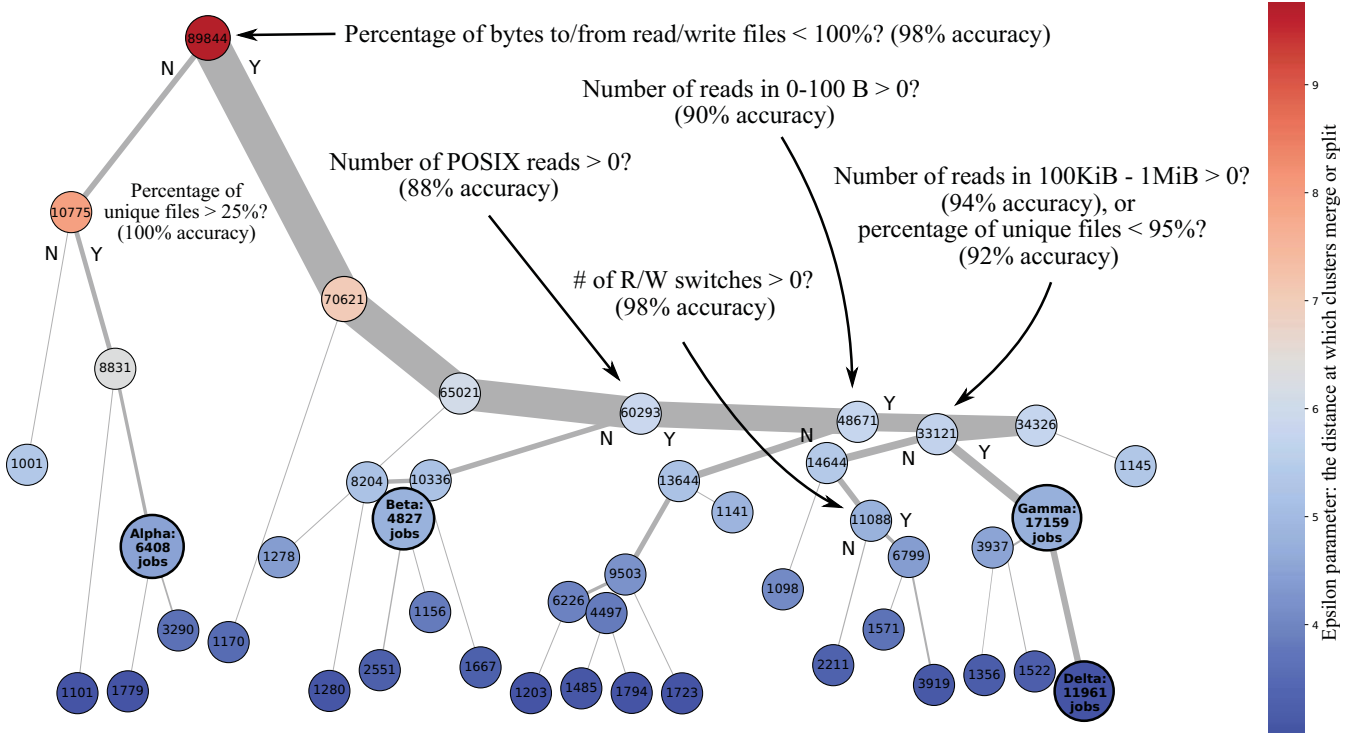 89844
Percentage of bytes to/from read/write files < 100%? (98% accuracy)
N
Y
Number of reads in 0-100 B > 0?
(90% accuracy)
Number of POSIX reads > 0?
(88% accuracy)
Number of reads in 100KiB - 1MiB > 0?
(94% accuracy), or
percentage of unique files < 95%?
(92% accuracy)
Percentage of
unique files > 25%?
(100% accuracy)
10775
N
Y
# of R/W switches > 0?
(98% accuracy)
70621
8831
65021
60293
N
Y
48671
Y
N
33121
N
Y
34326
1001
8204
10336
13644
14644
1145
Beta:
4827
jobs
1141
11088
Y
N
Gamma:
17159
jobs
Alpha:
6408
jobs
1278
9503
6799
3937
6226
4497
1098
1156
3290
1170
1571
2551
1667
2211
1356
1522
3919
1101
1779
1280
1203
1485
1794
1723
Delta:
11961
jobs
9
8
7
6
5
4
Epsilon parameter: the distance at which clusters merge or split